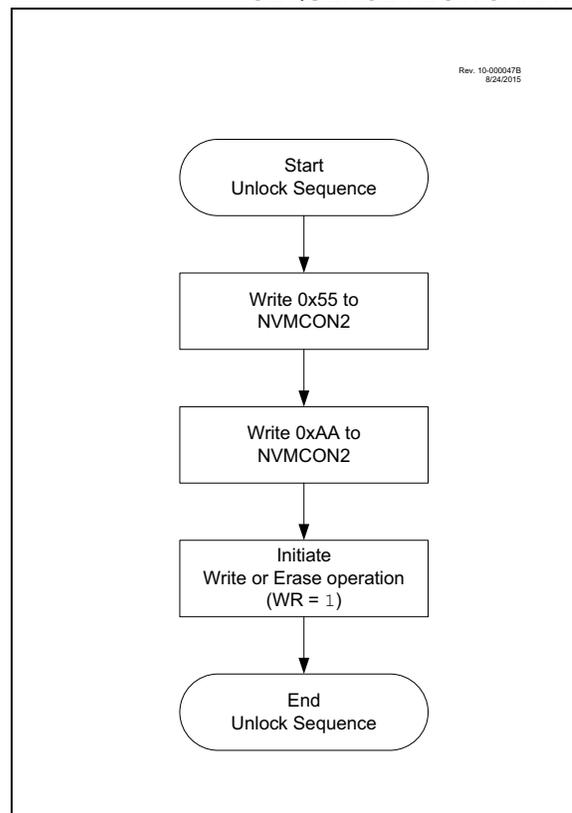 Rev. 10-000047B
8/24/2015
Start
Unlock Sequence
Write 0x55 to
NVMCON2
Write 0xAA to
NVMCON2
Initiate
Write or Erase operation
(WR = 1)
End
Unlock Sequence